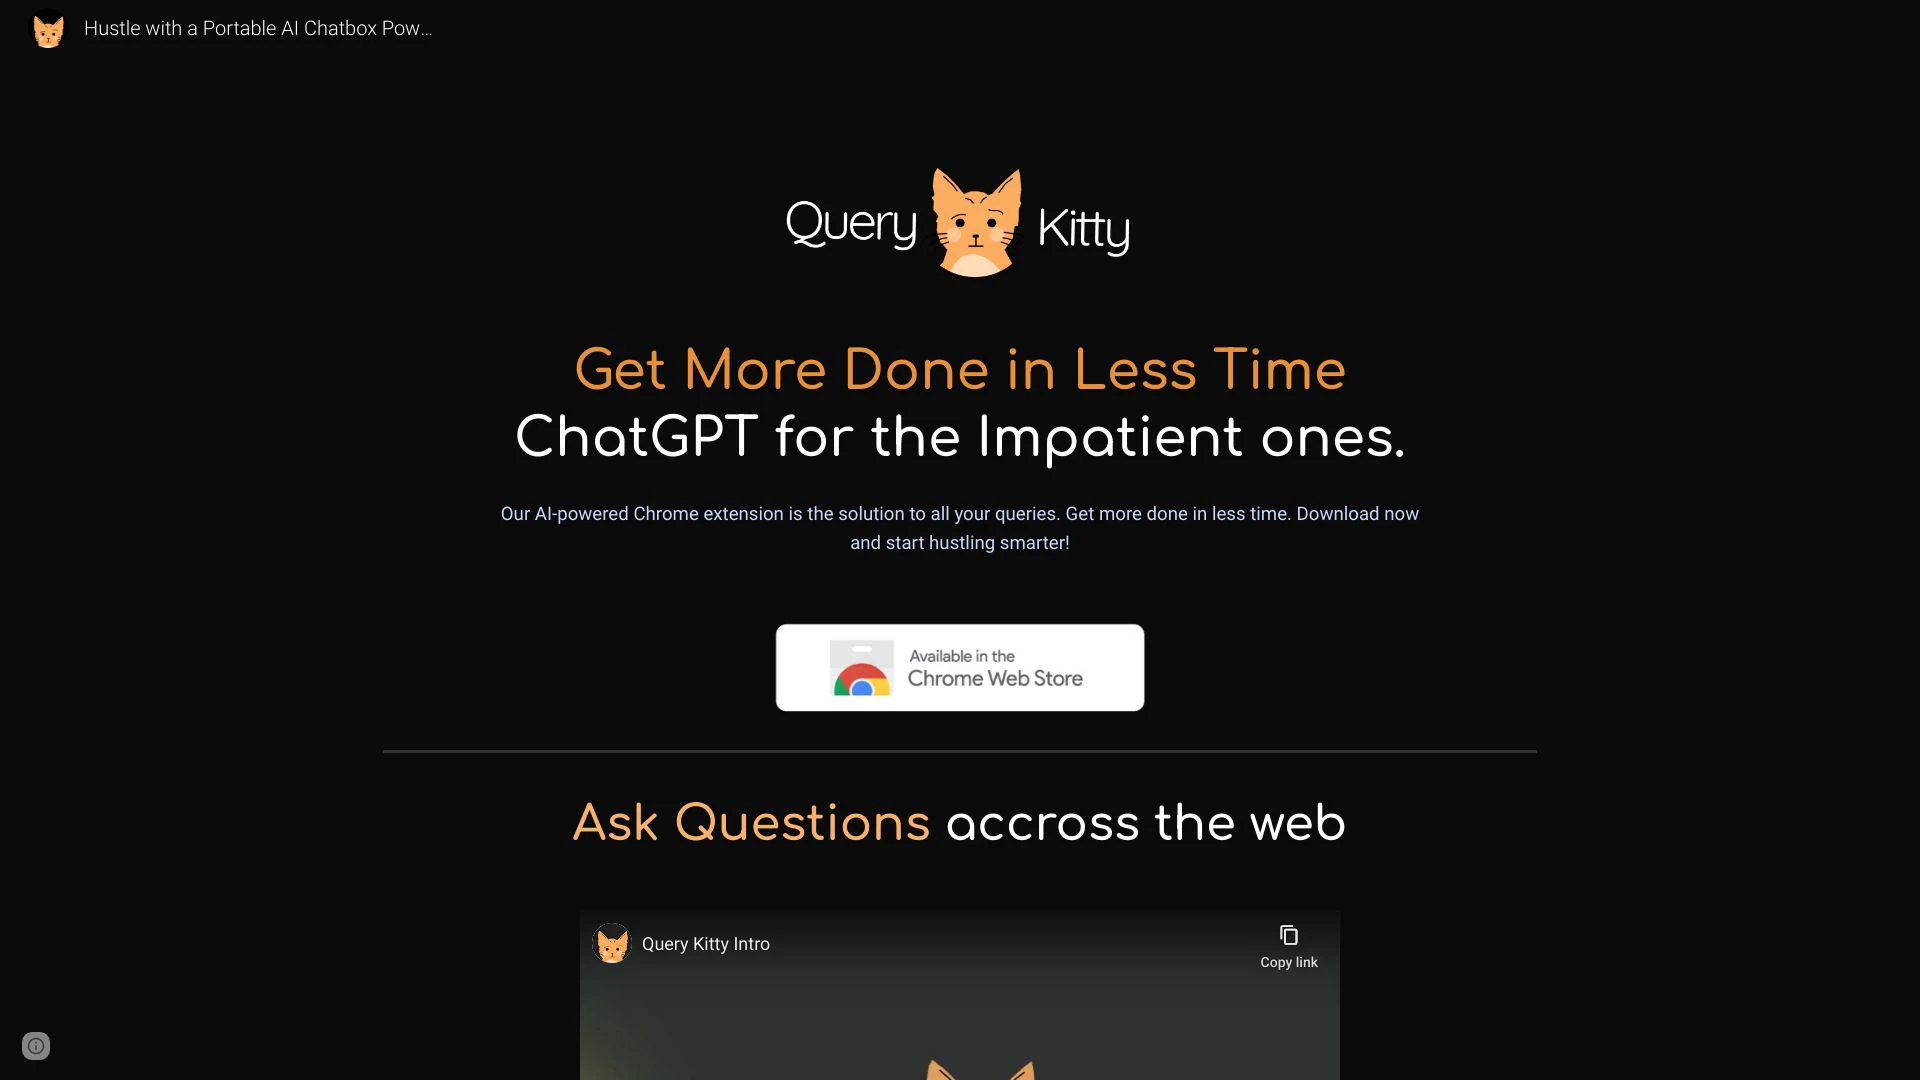 Hustle with a Portable AI Chatbox Pow...
Query Kitty
Get More Done in Less Time
ChatGPT for the Impatient ones.
Our AI-powered Chrome extension is the solution to all your queries. Get more done in less time. Download now
and start hustling smarter!
Available in the
Chrome Web Store
Ask Questions accross the web
Query Kitty Intro
Copy link